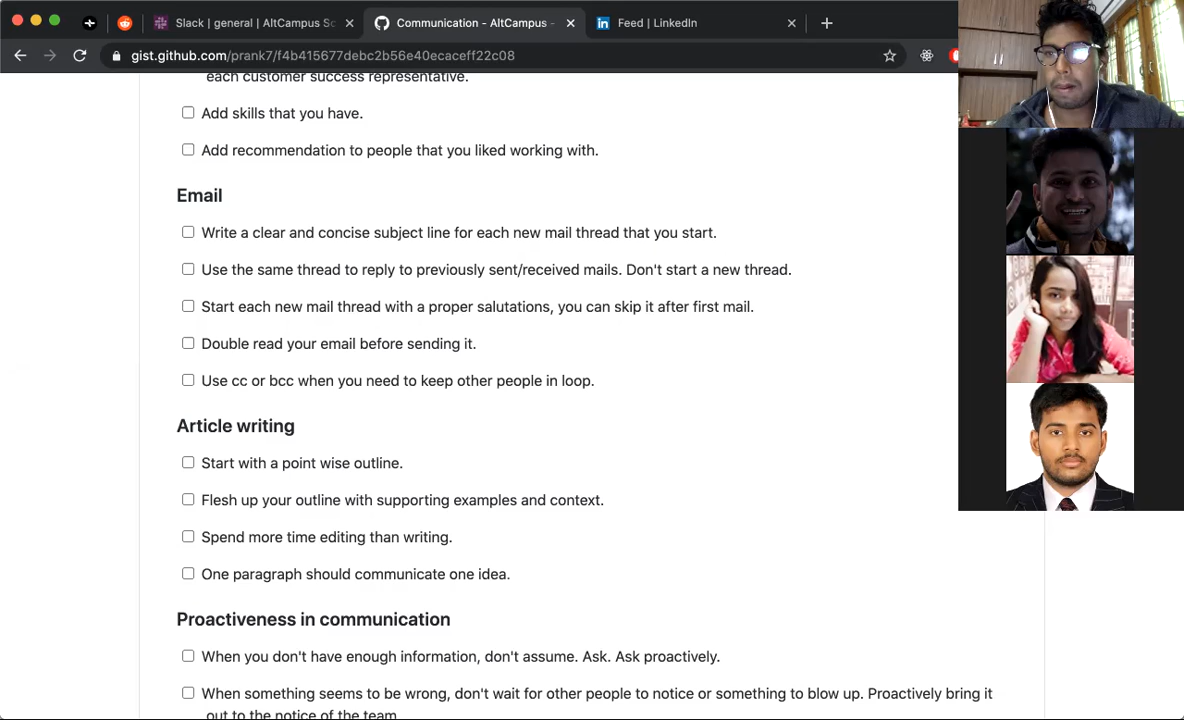 Slack | general | AltCampus Sc
Communication - AltCampus -
Feed | LinkedIn
gist.github.com/prank7/f4b415677debc2b56e40ecaceff22c08
each customer success representative.
Add skills that you have.
Add recommendation to people that you liked working with.
Email
Write a clear and concise subject line for each new mail thread that you start.
Use the same thread to reply to previously sent/received mails. Don't start a new thread.
Start each new mail thread with a proper salutations, you can skip it after first mail.
Double read your email before sending it.
Use cc or bcc when you need to keep other people in loop.
Article writing
Start with a point wise outline.
Flesh up your outline with supporting examples and context.
Spend more time editing than writing.
One paragraph should communicate one idea.
Proactiveness in communication
When you don't have enough information, don't assume. Ask. Ask proactively.
When something seems to be wrong, don't wait for other people to notice or something to blow up. Proactively bring it
out to the notice of the team.